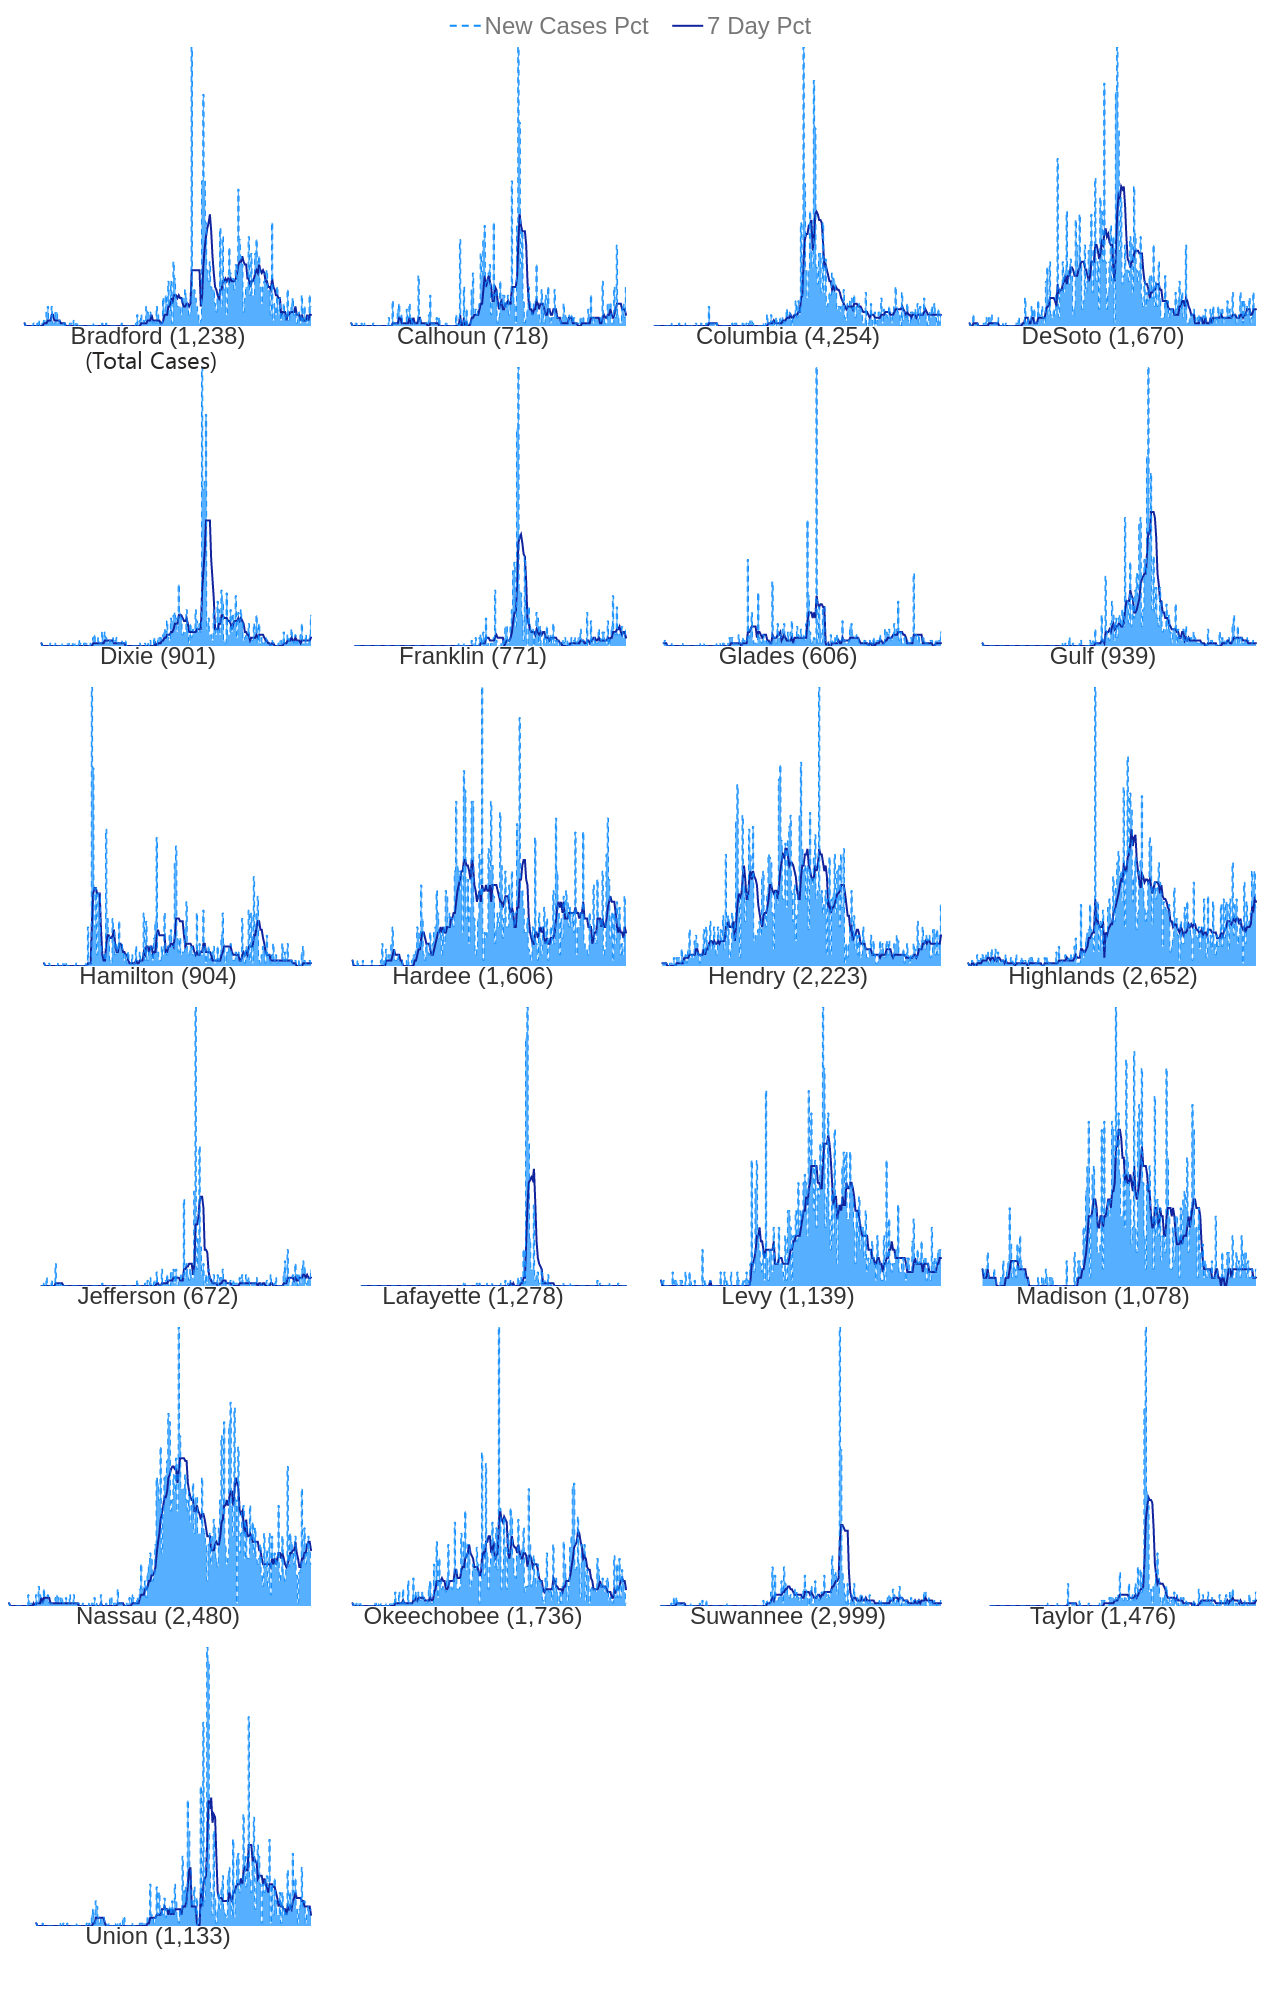 New Cases Pct 7 Day Pct
Bradford (1,238) Calhoun (718) Columbia (4,254) DeSoto (1,670)
(Total Cases)
Dixie (901) Franklin (771) Glades (606) Gulf (939)
Hamilton (904) Hardee (1,606) Hendry (2,223) Highlands (2,652)
Jefferson (672) Lafayette (1,278) Levy (1,139) Madison (1,078)
Nassau (2,480) Okeechobee (1,736) Suwannee (2,999) Taylor (1,476)
Union (1,133)